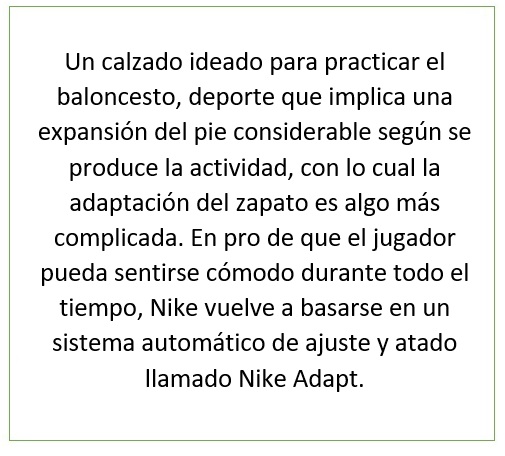 Un calzado ideado para practicar el
baloncesto, deporte que implica una
expansión del pie considerable según se
produce la actividad, con lo cual la
adaptación del zapato es algo más
complicada. En pro de que el jugador
pueda sentirse cómodo durante todo el
tiempo, Nike vuelve a basarse en un
sistema automático de ajuste y atado
llamado Nike Adapt.